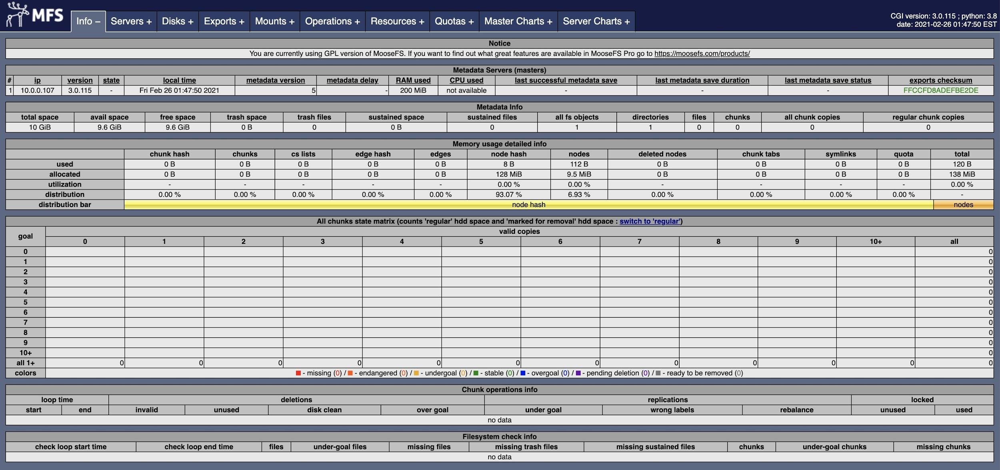 MFS
Info – Servers + Disks + Exports + Mounts + Operations + Resources + Quotas + Master Charts + Server Charts +
CGI version: 3.0.115 ; python: 3.8
date: 2021-02-26 01:47:50 EST
Notice
You are currently using GPL version of MooseFS. If you want to find out what great features are available in MooseFS Pro go to https://moosefs.com/products/
Metadata Servers (masters)
# ip version state local time metadata version metadata delay RAM used CPU used last successful metadata save last metadata save duration last metadata save status exports checksum
1 10.0.0.107 3.0.115 - Fri Feb 26 01:47:50 2021 5 - 200 MiB not available - - - FFCCFD8ADEFBE2DE
Metadata Info
total space avail space free space trash space trash files sustained space sustained files all fs objects directories files chunks all chunk copies regular chunk copies
10 GiB 9.6 GiB 9.6 GiB 0 B 0 0 B 0 1 1 0 0 0 0
Memory usage detailed info
chunk hash chunks cs lists edge hash edges node hash nodes deleted nodes chunk tabs symlinks quota total
used 0 B 0 B 0 B 0 B 0 B 8 B 112 B 0 B 0 B 0 B 0 B 120 B
allocated 0 B 0 B 0 B 0 B 0 B 128 MiB 9.5 MiB 0 B 0 B 0 B 0 B 138 MiB
utilization - - - - - 0.00 % 0.00 % - - - - 0.00 %
distribution 0.00 % 0.00 % 0.00 % 0.00 % 0.00 % 93.07 % 6.93 % 0.00 % 0.00 % 0.00 % 0.00 % -
distribution bar node hash nodes
All chunks state matrix (counts 'regular' hdd space and 'marked for removal' hdd space : switch to 'regular')
goal valid copies
0 1 2 3 4 5 6 7 8 9 10+ all
0 0
1 0
2 0
3 0
4 0
5 0
6 0
7 0
8 0
9 0
10+ 0
all 1+ 0 0 0 0 0 0 0 0 0 0 0 0
colors - missing (0) / - endangered (0) / - undergoal (0) / - stable (0) / - overgoal (0) / - pending deletion (0) / - ready to be removed (0)
Chunk operations info
loop time deletions replications locked
start end invalid unused disk clean over goal under goal wrong labels rebalance unused used
no data
Filesystem check info
check loop start time check loop end time files under-goal files missing files missing trash files missing sustained files chunks under-goal chunks missing chunks
no data